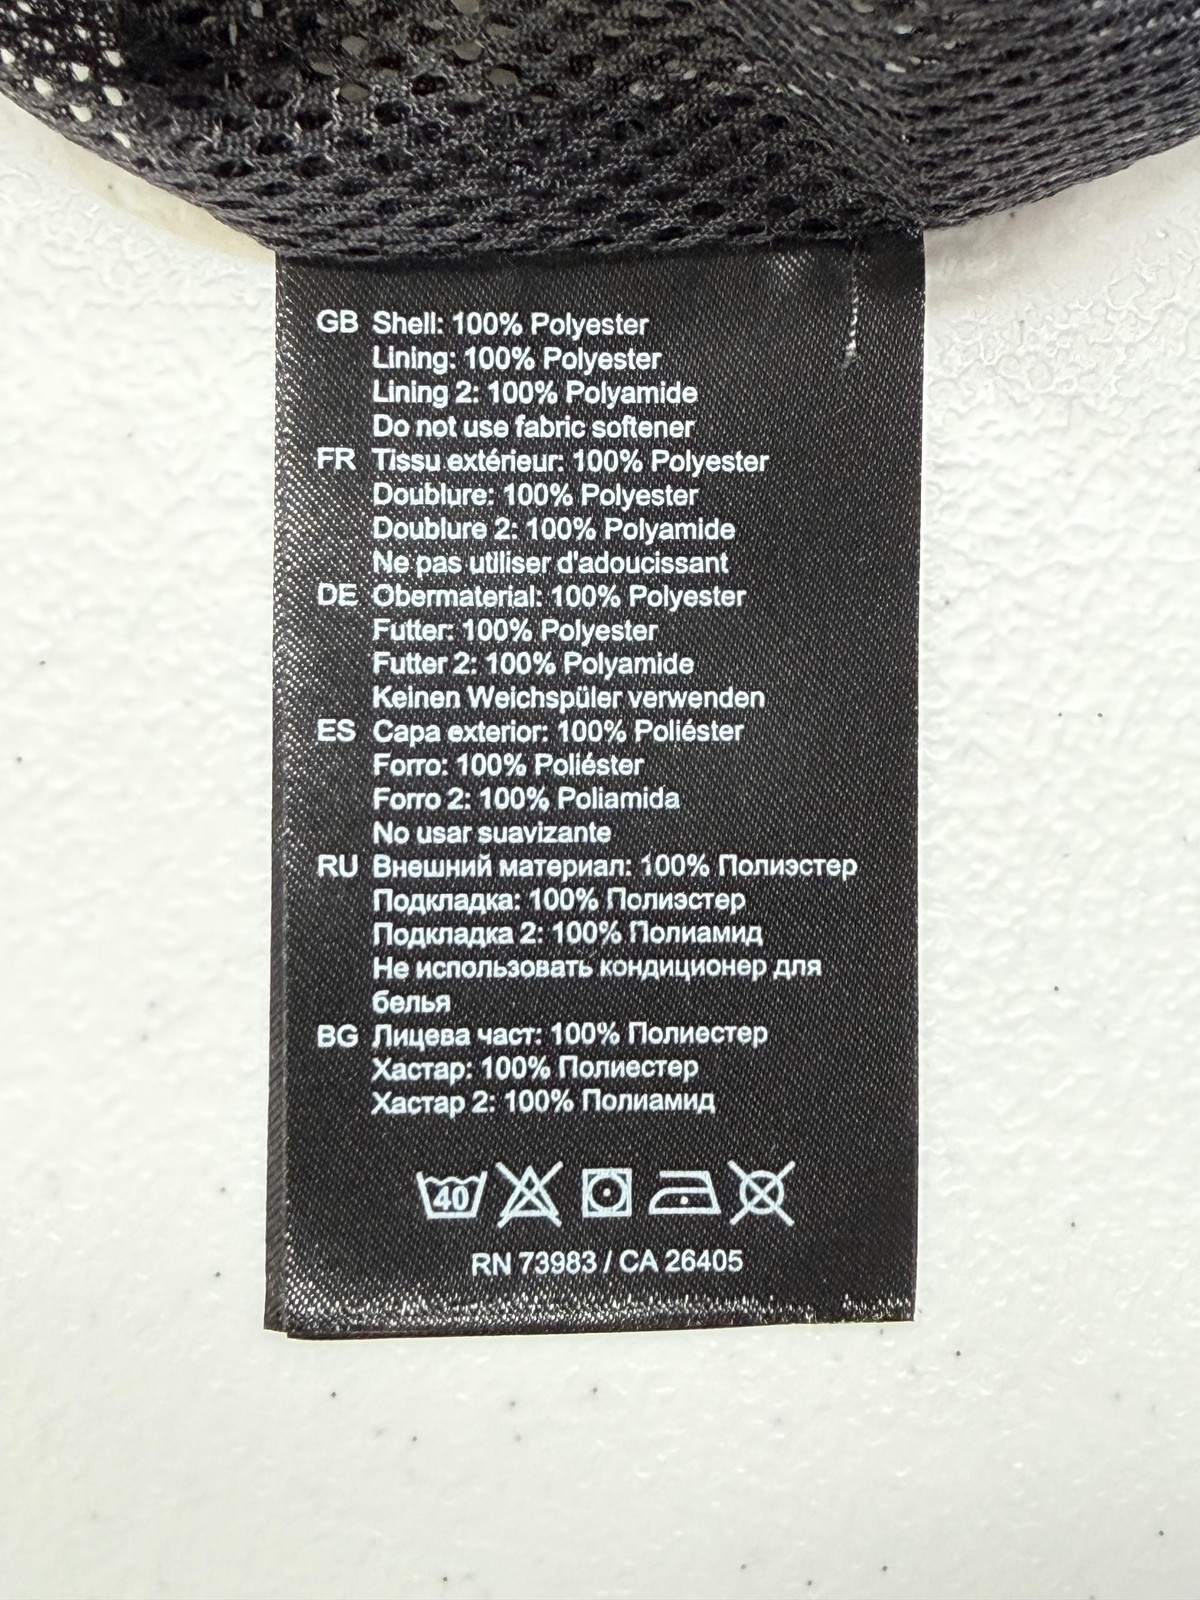 GB Shell: 100% Polyester
Lining: 100% Polyester
Lining 2: 100% Polyamide
Do not use fabric softener
FR Tissu extérieur: 100% Polyester
Doublure: 100% Polyester
Doublure 2: 100% Polyamide
Ne pas utiliser d'adoucissant
DE Obermaterial: 100% Polyester
Futter: 100% Polyester
Futter 2: 100% Polyamide
Keinen Weichspüler verwenden
ES Capa exterior: 100% Poliéster
Forro: 100% Poliéster
Forro 2: 100% Poliamida
No usar suavizante
RU Внешний материал: 100% Полиэстер
Подкладка: 100% Полиэстер
Подкладка 2: 100% Полиамид
Не использовать кондиционер для
белья
BG Лицева част: 100% Полиестер
Хастар: 100% Полиестер
Хастар 2: 100% Полиамид
40
RN 73983 / CA 26405